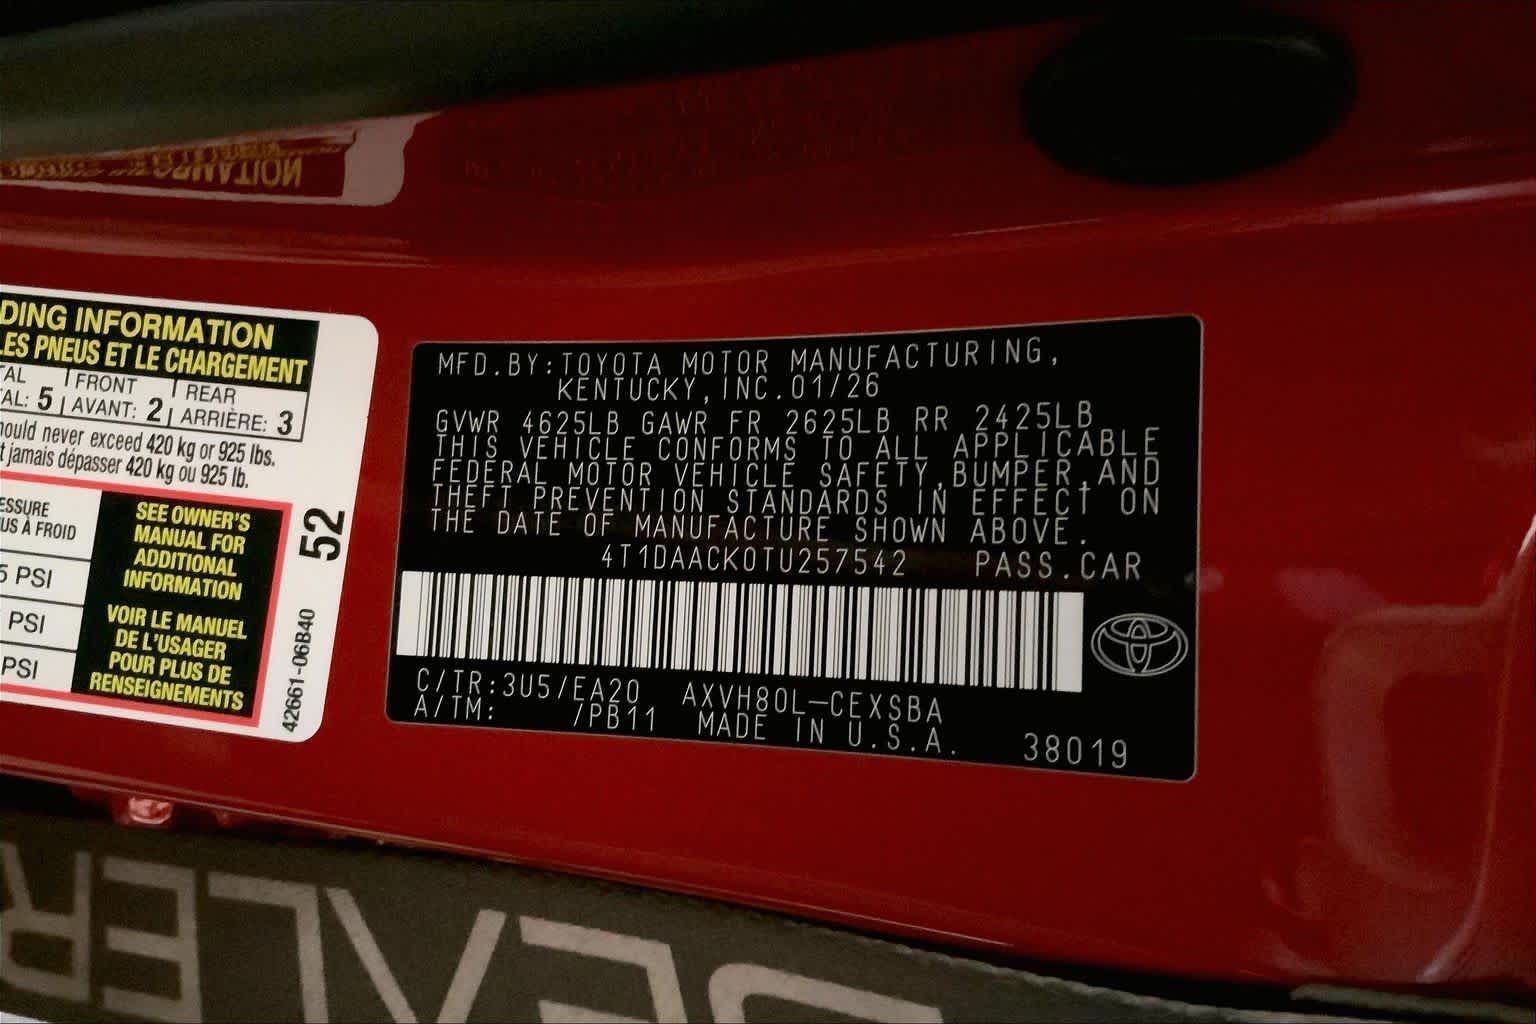 NOITAMRO
DING INFORMATION
LES PNEUS ET LE CHARGEMENT
FRONT
REAR
AL: 5 AVANT: 2 ARRIÈRE: 3
ould never exceed 420 kg or 925 lbs.
t jamais dépasser 420 kg ou 925 lb.
ESSURE
US À FROID
5 PSI
PSI
PSI
SEE OWNER'S
MANUAL FOR
ADDITIONAL
INFORMATION
VOIR LE MANUEL
DE L'USAGER
POUR PLUS DE
RENSEIGNEMENTS
52
42661-06B40
MFD.BY:TOYOTA MOTOR MANUFACTURING,
KENTUCKY,INC.01/26
GVWR 4625LB GAWR FR 2625LB RR 2425LB
THIS VEHICLE CONFORMS TO ALL APPLICABLE
FEDERAL MOTOR VEHICLE SAFETY,BUMPER,AND
THEFT PREVENTION STANDARDS IN EFFECT ON
THE DATE OF MANUFACTURE SHOWN ABOVE.
4T1DAACK0TU257542 PASS.CAR
C/TR:3U5/EA20 AXVH80L-CEXSBA
A/TM: /PB11 MADE IN U.S.A. 38019